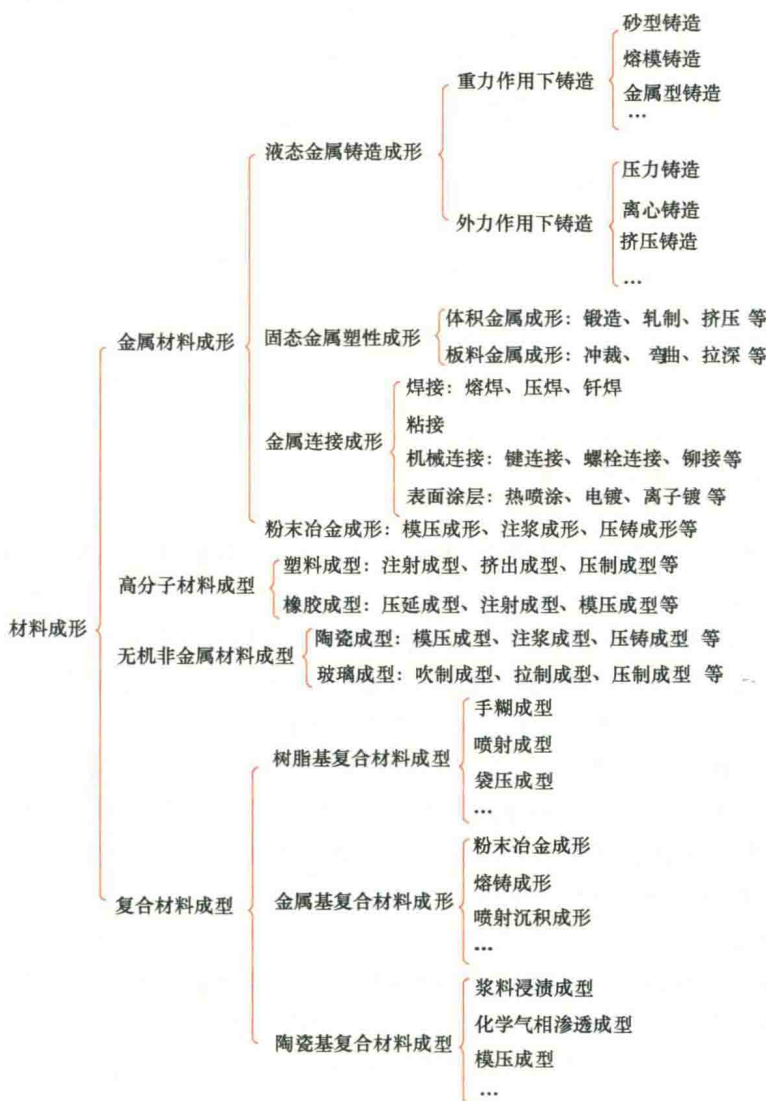 砂型铸造
熔模铸造
重力作用下铸造
金属型铸造
…
液态金属铸造成形
压力铸造
离心铸造
外力作用下铸造
挤压铸造
…
体积金属成形：锻造、轧制、挤压 等
金属材料成形
固态金属塑性成形
板料金属成形：冲裁、弯曲、拉深 等
焊接：熔焊、压焊、钎焊
粘接
金属连接成形
机械连接：键连接、螺栓连接、铆接等
表面涂层：热喷涂、电镀、离子镀 等
粉末冶金成形：模压成形、注浆成形、压铸成形等
塑料成型：注射成型、挤出成型、压制成型等
高分子材料成型
橡胶成型：压延成型、注射成型、模压成型等
材料成形
陶瓷成型：模压成型、注浆成型、压铸成型 等
无机非金属材料成型
玻璃成型：吹制成型、拉制成型、压制成型 等
手糊成型
喷射成型
树脂基复合材料成型
袋压成型
…
粉末冶金成形
熔铸成形
复合材料成型
金属基复合材料成形
喷射沉积成形
…
浆料浸渍成型
化学气相渗透成型
陶瓷基复合材料成型
模压成型
…